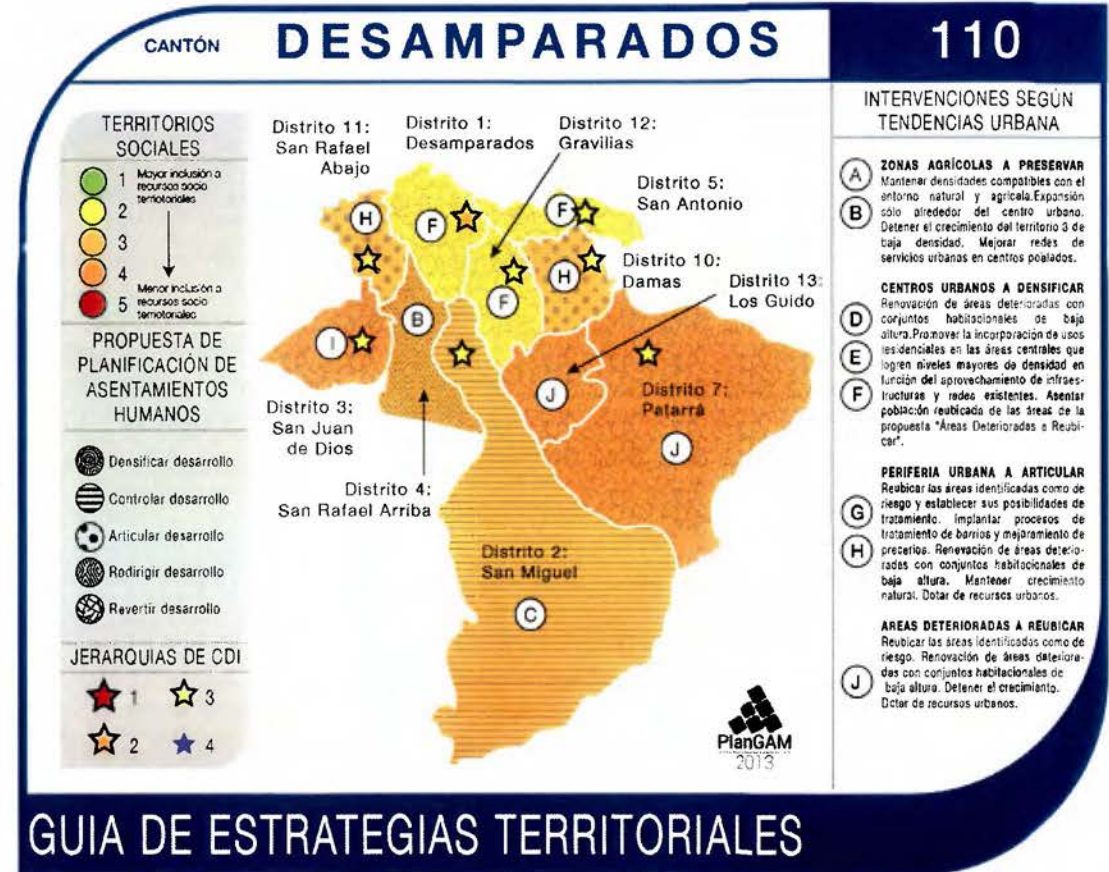 CANTÓN
DESAMPARADOS
110
TERRITORIOS
SOCIALES
1 Mayor inclusión a
recursos socio
territoriales
2
3
4 Menor inclusión a
recursos socio
territoriales
5
PROPUESTA DE
PLANIFICACIÓN DE
ASENTAMIENTOS
HUMANOS
Densificar desarrollo
Controlar desarrollo
Articular desarrollo
Redirigir desarrollo
Revertir desarrollo
JERARQUIAS DE CDI
1
3
2
4
Distrito 11:
San Rafael
Abajo
Distrito 1:
Desamparados
Distrito 12:
Gravilias
Distrito 5:
San Antonio
Distrito 10:
Damas
Distrito 13:
Los Guido
H
F
F
F
H
B
I
J
Distrito 7:
Patarrá
J
Distrito 3:
San Juan
de Dios
Distrito 4:
San Rafael Arriba
Distrito 2:
San Miguel
C
PlanGAM
2013
INTERVENCIONES SEGÚN
TENDENCIAS URBANA
A
B
ZONAS AGRÍCOLAS A PRESERVAR
Mantener densidades compatibles con el
entorno natural y agrícola.Expansión
sólo alrededor del centro urbano.
Detener el crecimiento del territorio 3 de
baja densidad. Mejorar redes de
servicios urbanos en centros poblados.
D
E
F
CENTROS URBANOS A DENSIFICAR
Renovación de áreas deterioradas con
conjuntos habitacionales de baja
altura.Promover la incorporación de usos
residenciales en las áreas centrales que
logren niveles mayores de densidad en
función del aprovechamiento de infraes-
tructuras y redes existentes. Asentar
población reubicada de las áreas de la
propuesta "Áreas Deterioradas a Reubi-
car".
G
H
PERIFERIA URBANA A ARTICULAR
Reubicar las áreas identificadas como de
riesgo y establecer sus posibilidades de
tratamiento. Implantar procesos de
tratamiento de barrios y mejoramiento de
precarios. Renovación de áreas deterio-
radas con conjuntos habitacionales de
baja altura. Mantener crecimiento
natural. Dotar de recursos urbanos.
J
AREAS DETERIORADAS A REUBICAR
Reubicar las áreas identificadas como de
riesgo. Renovación de áreas deteriora-
das con conjuntos habitacionales de
baja altura. Detener el crecimiento.
Dotar de recursos urbanos.
GUIA DE ESTRATEGIAS TERRITORIALES